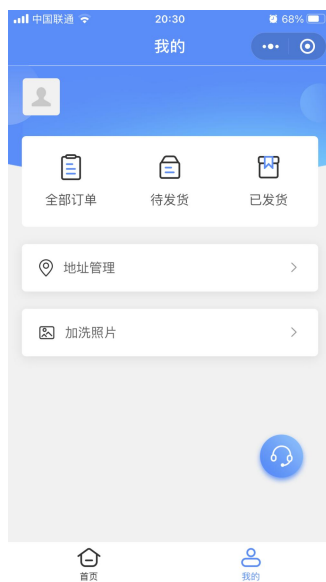 中国联通 20:30 68%
我的
全部订单 待发货 已发货
地址管理
加洗照片
首页 我的